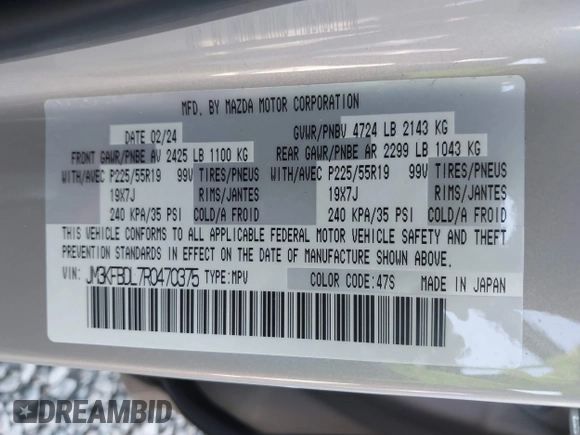 MFD. BY MAZDA MOTOR CORPORATION
DATE 02/24 GVWR/PNBV 4724 LB 2143 KG
FRONT GAWR/PNBE AV 2425 LB 1100 KG REAR GAWR/PNBE AR 2299 LB 1043 KG
WITH/AVEC P225/55R19 99V TIRES/PNEUS WITH/AVEC P225/55R19 99V TIRES/PNEUS
19X7J RIMS/JANTES 19X7J RIMS/JANTES
240 KPA/35 PSI COLD/A FROID 240 KPA/35 PSI COLD/A FROID
THIS VEHICLE CONFORMS TO ALL APPLICABLE FEDERAL MOTOR VEHICLE SAFETY AND THEFT
PREVENTION STANDARDS IN EFFECT ON THE DATE OF MANUFACTURE SHOWN ABOVE.
VIN: JM3KFBDL7R0470375 TYPE:MPV COLOR CODE:47S MADE IN JAPAN
DREAMBID